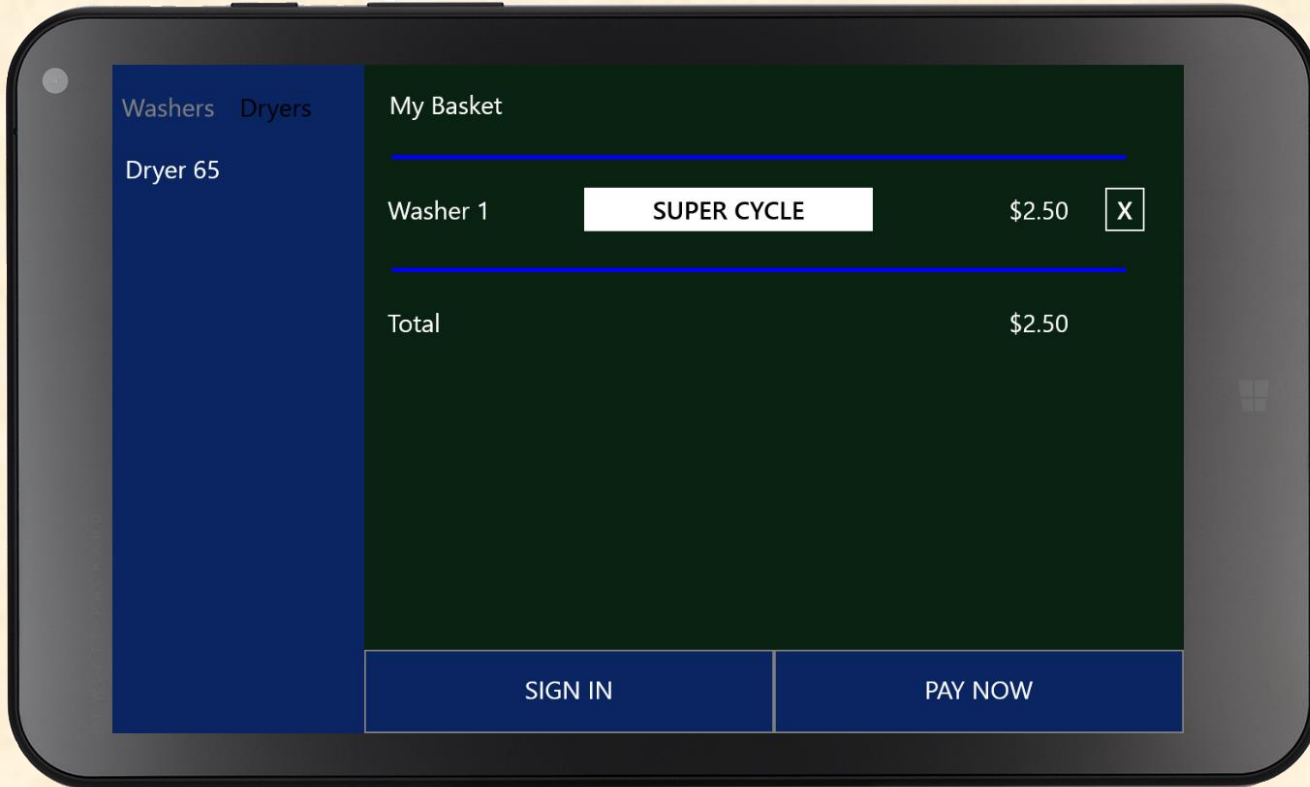 Washers Dryers
Dryer 65
My Basket
Washer 1 SUPER CYCLE $2.50 X
Total $2.50
SIGN IN PAY NOW